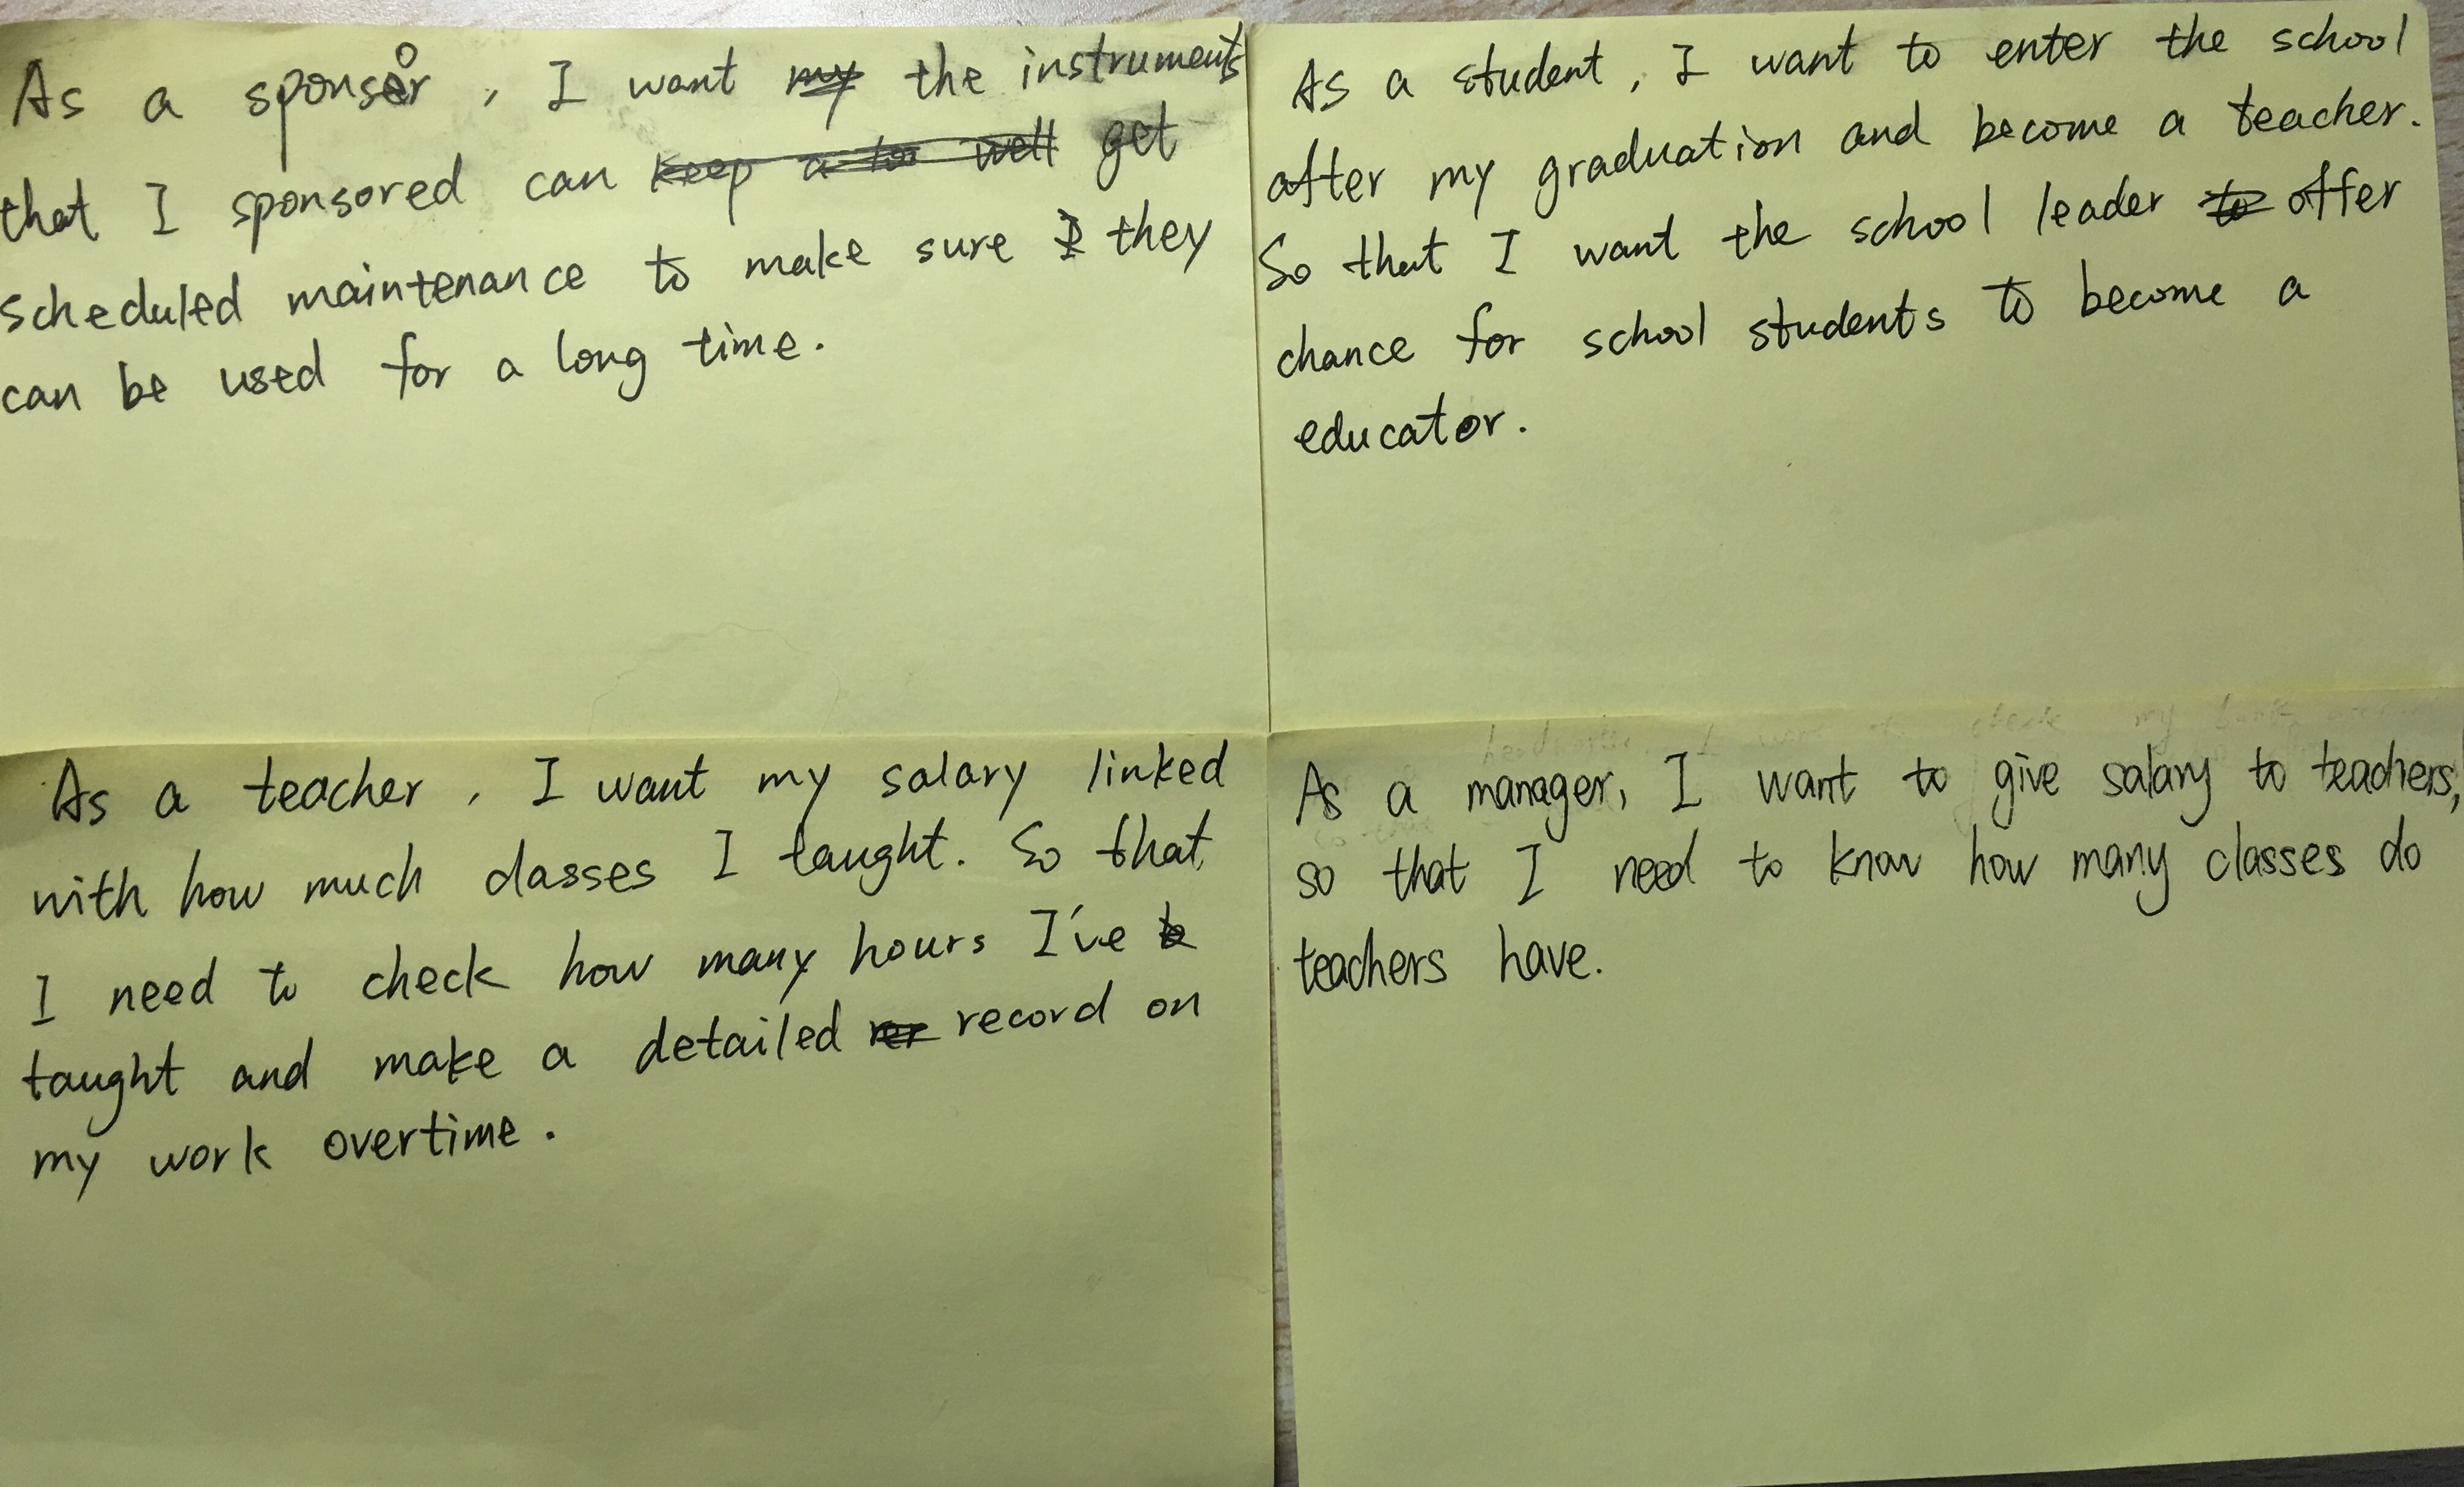 As a sponsor, I want the instruments
that I sponsored can get
scheduled maintenance to make sure they
can be used for a long time.
As a student, I want to enter the school
after my graduation and become a teacher.
So that I want the school leader offer
chance for school students to become a
educator.
As a teacher, I want my salary linked
with how much classes I taught. So that
I need to check how many hours I've
taught and make a detailed record on
my work overtime.
check my bank
As a manager, I want to give salary to teachers,
so that I need to know how many classes do
teachers have.